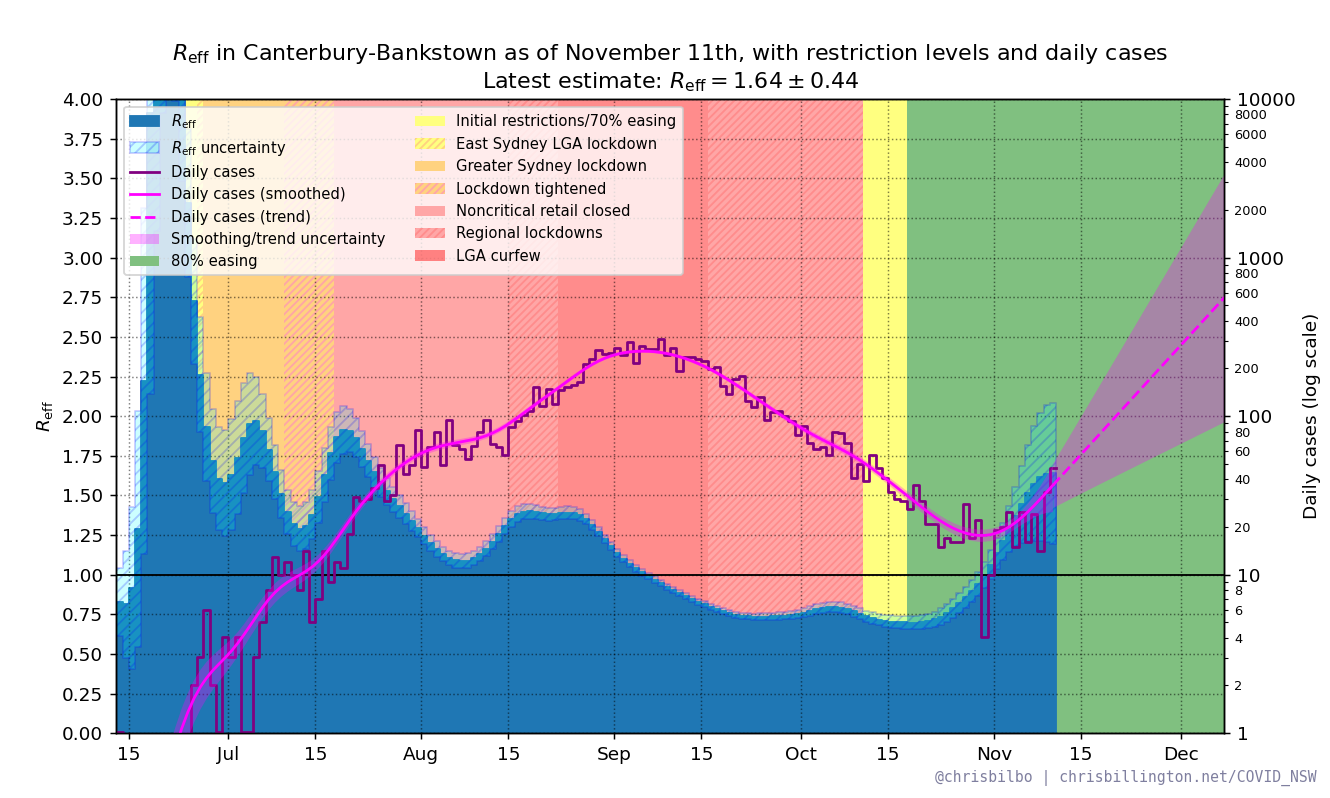 Reff in Canterbury-Bankstown as of November 11th, with restriction levels and daily cases
Latest estimate: Reff = 1.64 ± 0.44
Reff
Reff uncertainty
Daily cases
Daily cases (smoothed)
Daily cases (trend)
Smoothing/trend uncertainty
80% easing
Initial restrictions/70% easing
East Sydney LGA lockdown
Greater Sydney lockdown
Lockdown tightened
Noncritical retail closed
Regional lockdowns
LGA curfew
Reff
4.00
3.75
3.50
3.25
3.00
2.75
2.50
2.25
2.00
1.75
1.50
1.25
1.00
0.75
0.50
0.25
0.00
10000
8000
6000
4000
2000
1000
800
600
400
200
100
80
60
40
20
10
8
6
4
2
1
Daily cases (log scale)
15 Jul 15 Aug 15 Sep 15 Oct 15 Nov 15 Dec
@chrisbilbo | chrisbillington.net/COVID_NSW